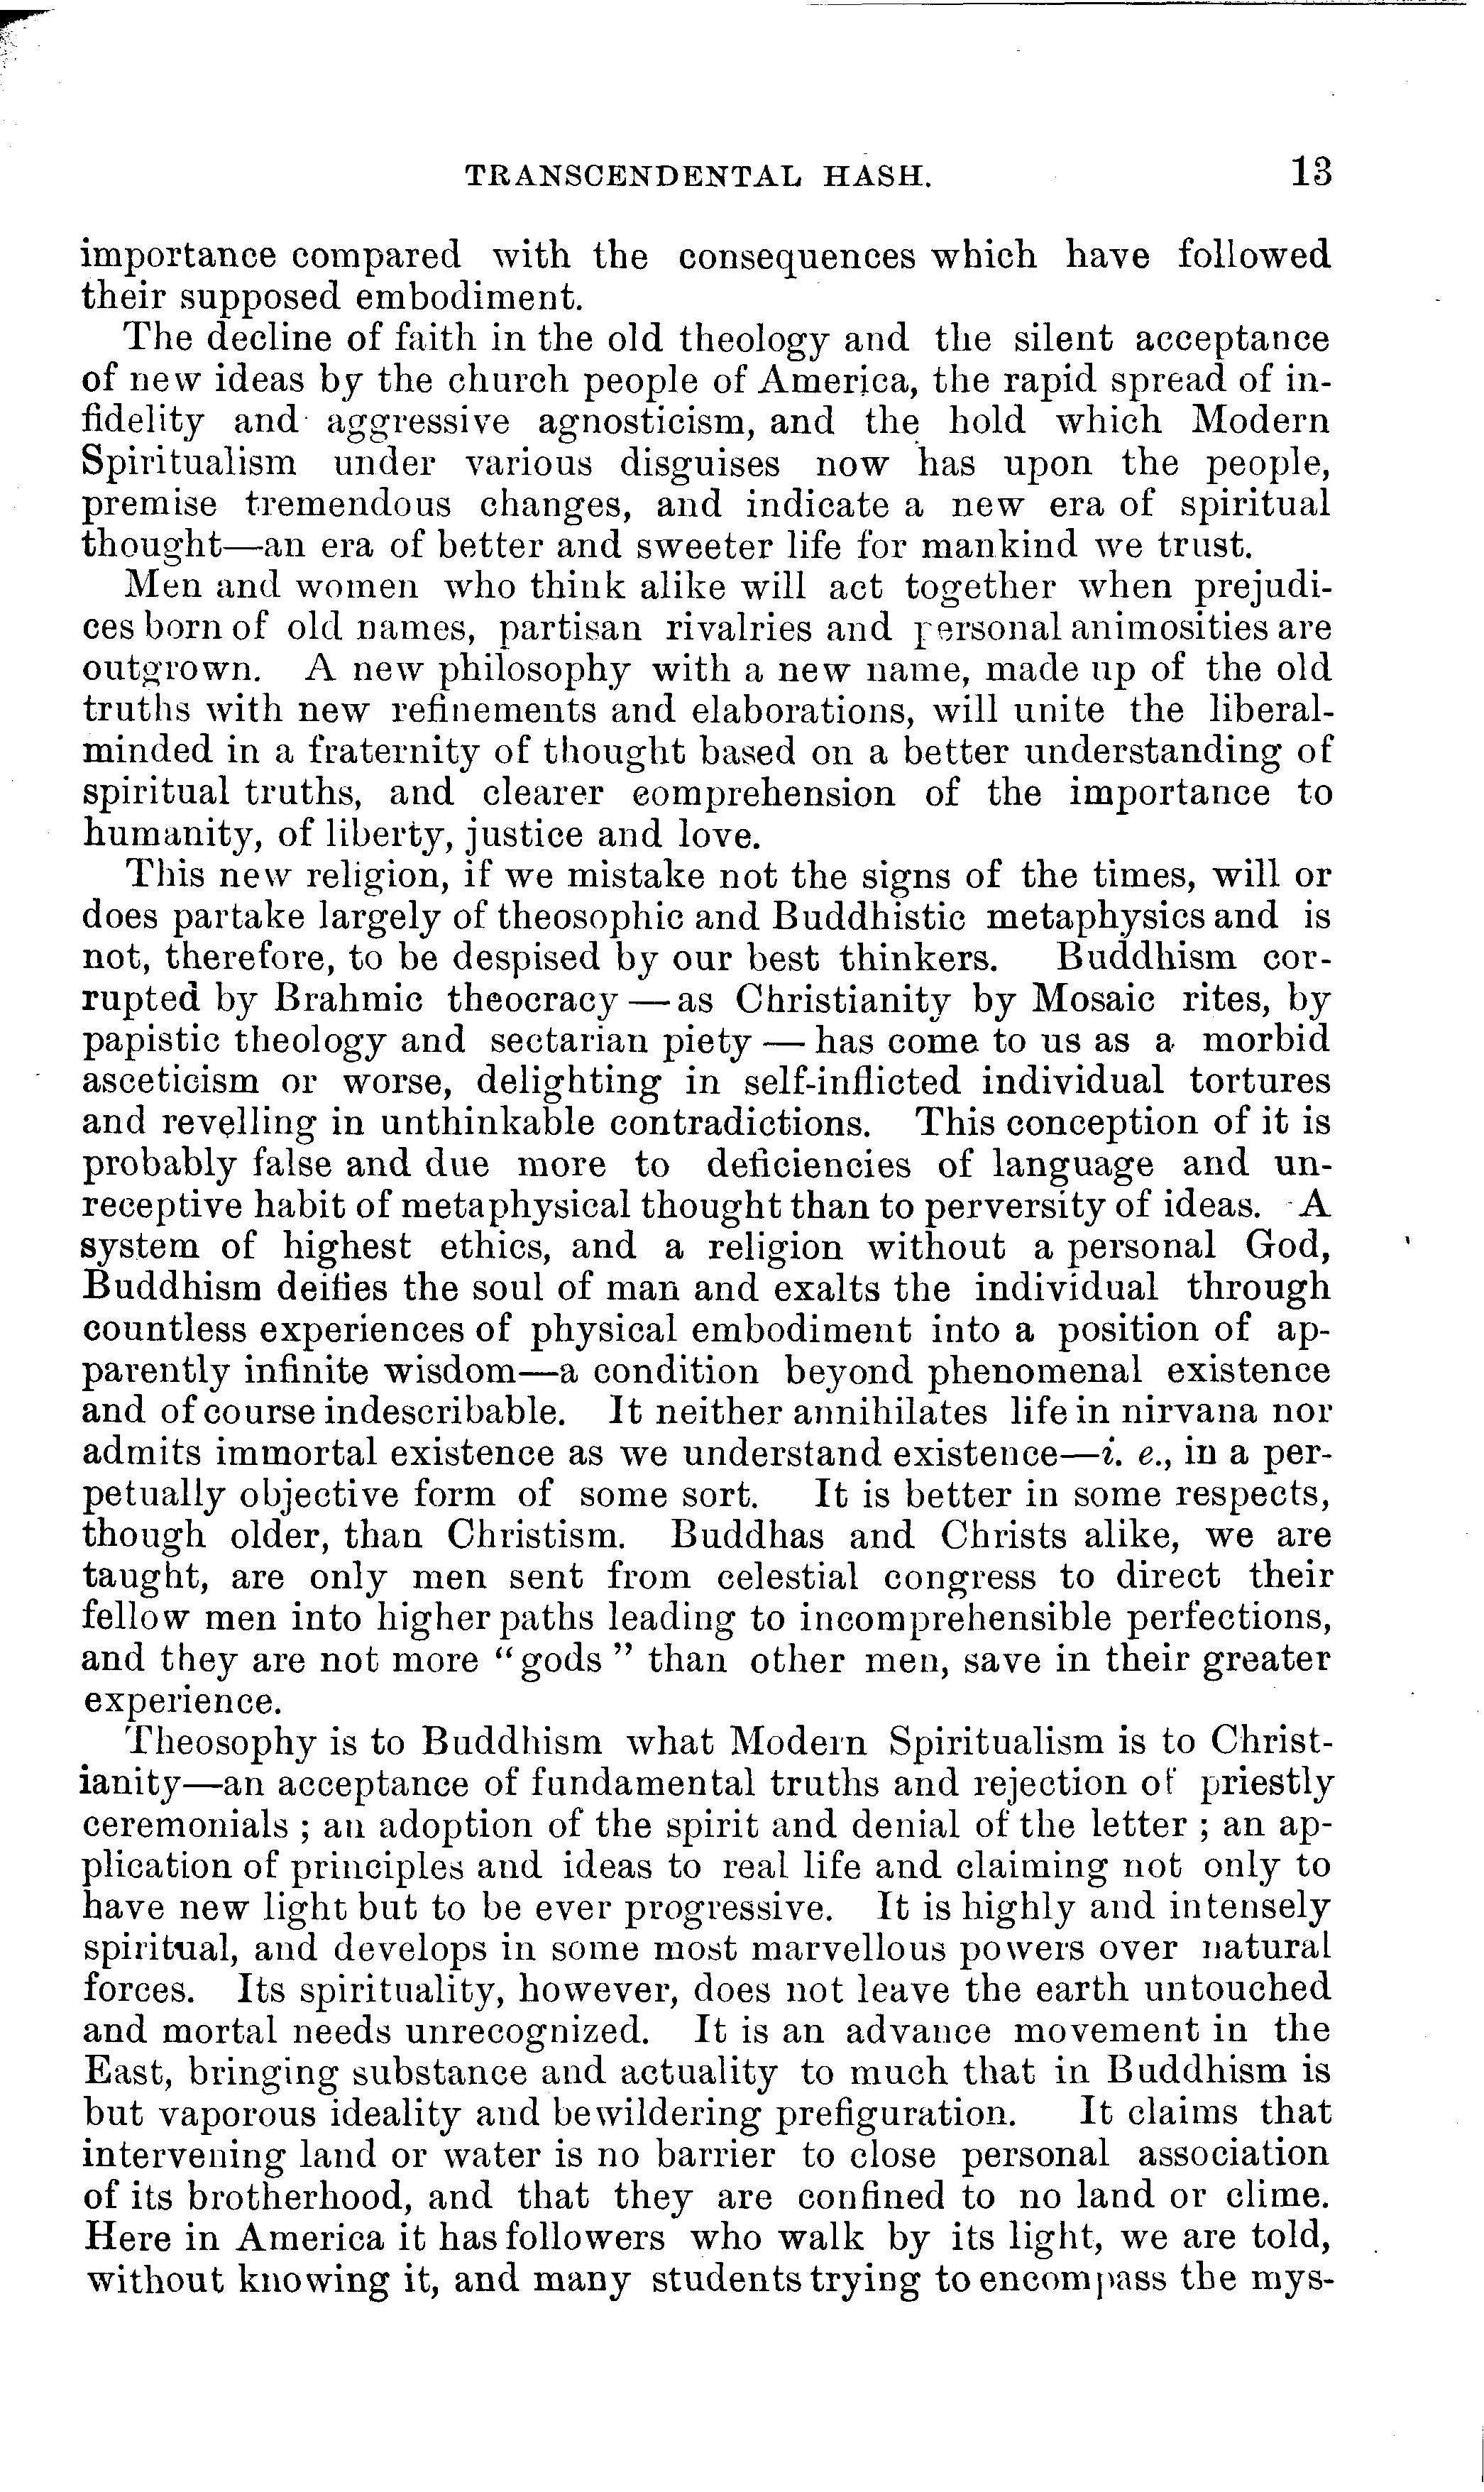 TRANSCENDENTAL HASH. 13
importance compared with the consequences which have followed
their supposed embodiment.
The decline of faith in the old theology and the silent acceptance
of new ideas by the church people of America, the rapid spread of in-
fidelity and aggressive agnosticism, and the hold which Modern
Spiritualism under various disguises now has upon the people,
premise tremendous changes, and indicate a new era of spiritual
thought—an era of better and sweeter life for mankind we trust.
Men and women who think alike will act together when prejudi-
ces born of old names, partisan rivalries and personal animosities are
outgrown. A new philosophy with a new name, made up of the old
truths with new refinements and elaborations, will unite the liberal-
minded in a fraternity of thought based on a better understanding of
spiritual truths, and clearer comprehension of the importance to
humanity, of liberty, justice and love.
This new religion, if we mistake not the signs of the times, will or
does partake largely of theosophic and Buddhistic metaphysics and is
not, therefore, to be despised by our best thinkers. Buddhism cor-
rupted by Brahmic theocracy — as Christianity by Mosaic rites, by
papistic theology and sectarian piety — has come to us as a morbid
asceticism or worse, delighting in self-inflicted individual tortures
and revelling in unthinkable contradictions. This conception of it is
probably false and due more to deficiencies of language and un-
receptive habit of metaphysical thought than to perversity of ideas. A
system of highest ethics, and a religion without a personal God,
Buddhism deifies the soul of man and exalts the individual through
countless experiences of physical embodiment into a position of ap-
parently infinite wisdom—a condition beyond phenomenal existence
and of course indescribable. It neither annihilates life in nirvana nor
admits immortal existence as we understand existence—i. e., in a per-
petually objective form of some sort. It is better in some respects,
though older, than Christism. Buddhas and Christs alike, we are
taught, are only men sent from celestial congress to direct their
fellow men into higher paths leading to incomprehensible perfections,
and they are not more "gods" than other men, save in their greater
experience.
Theosophy is to Buddhism what Modern Spiritualism is to Christ-
ianity—an acceptance of fundamental truths and rejection of priestly
ceremonials ; an adoption of the spirit and denial of the letter ; an ap-
plication of principles and ideas to real life and claiming not only to
have new light but to be ever progressive. It is highly and intensely
spiritual, and develops in some most marvellous powers over natural
forces. Its spirituality, however, does not leave the earth untouched
and mortal needs unrecognized. It is an advance movement in the
East, bringing substance and actuality to much that in Buddhism is
but vaporous ideality and bewildering prefiguration. It claims that
intervening land or water is no barrier to close personal association
of its brotherhood, and that they are confined to no land or clime.
Here in America it has followers who walk by its light, we are told,
without knowing it, and many students trying to encompass the mys-